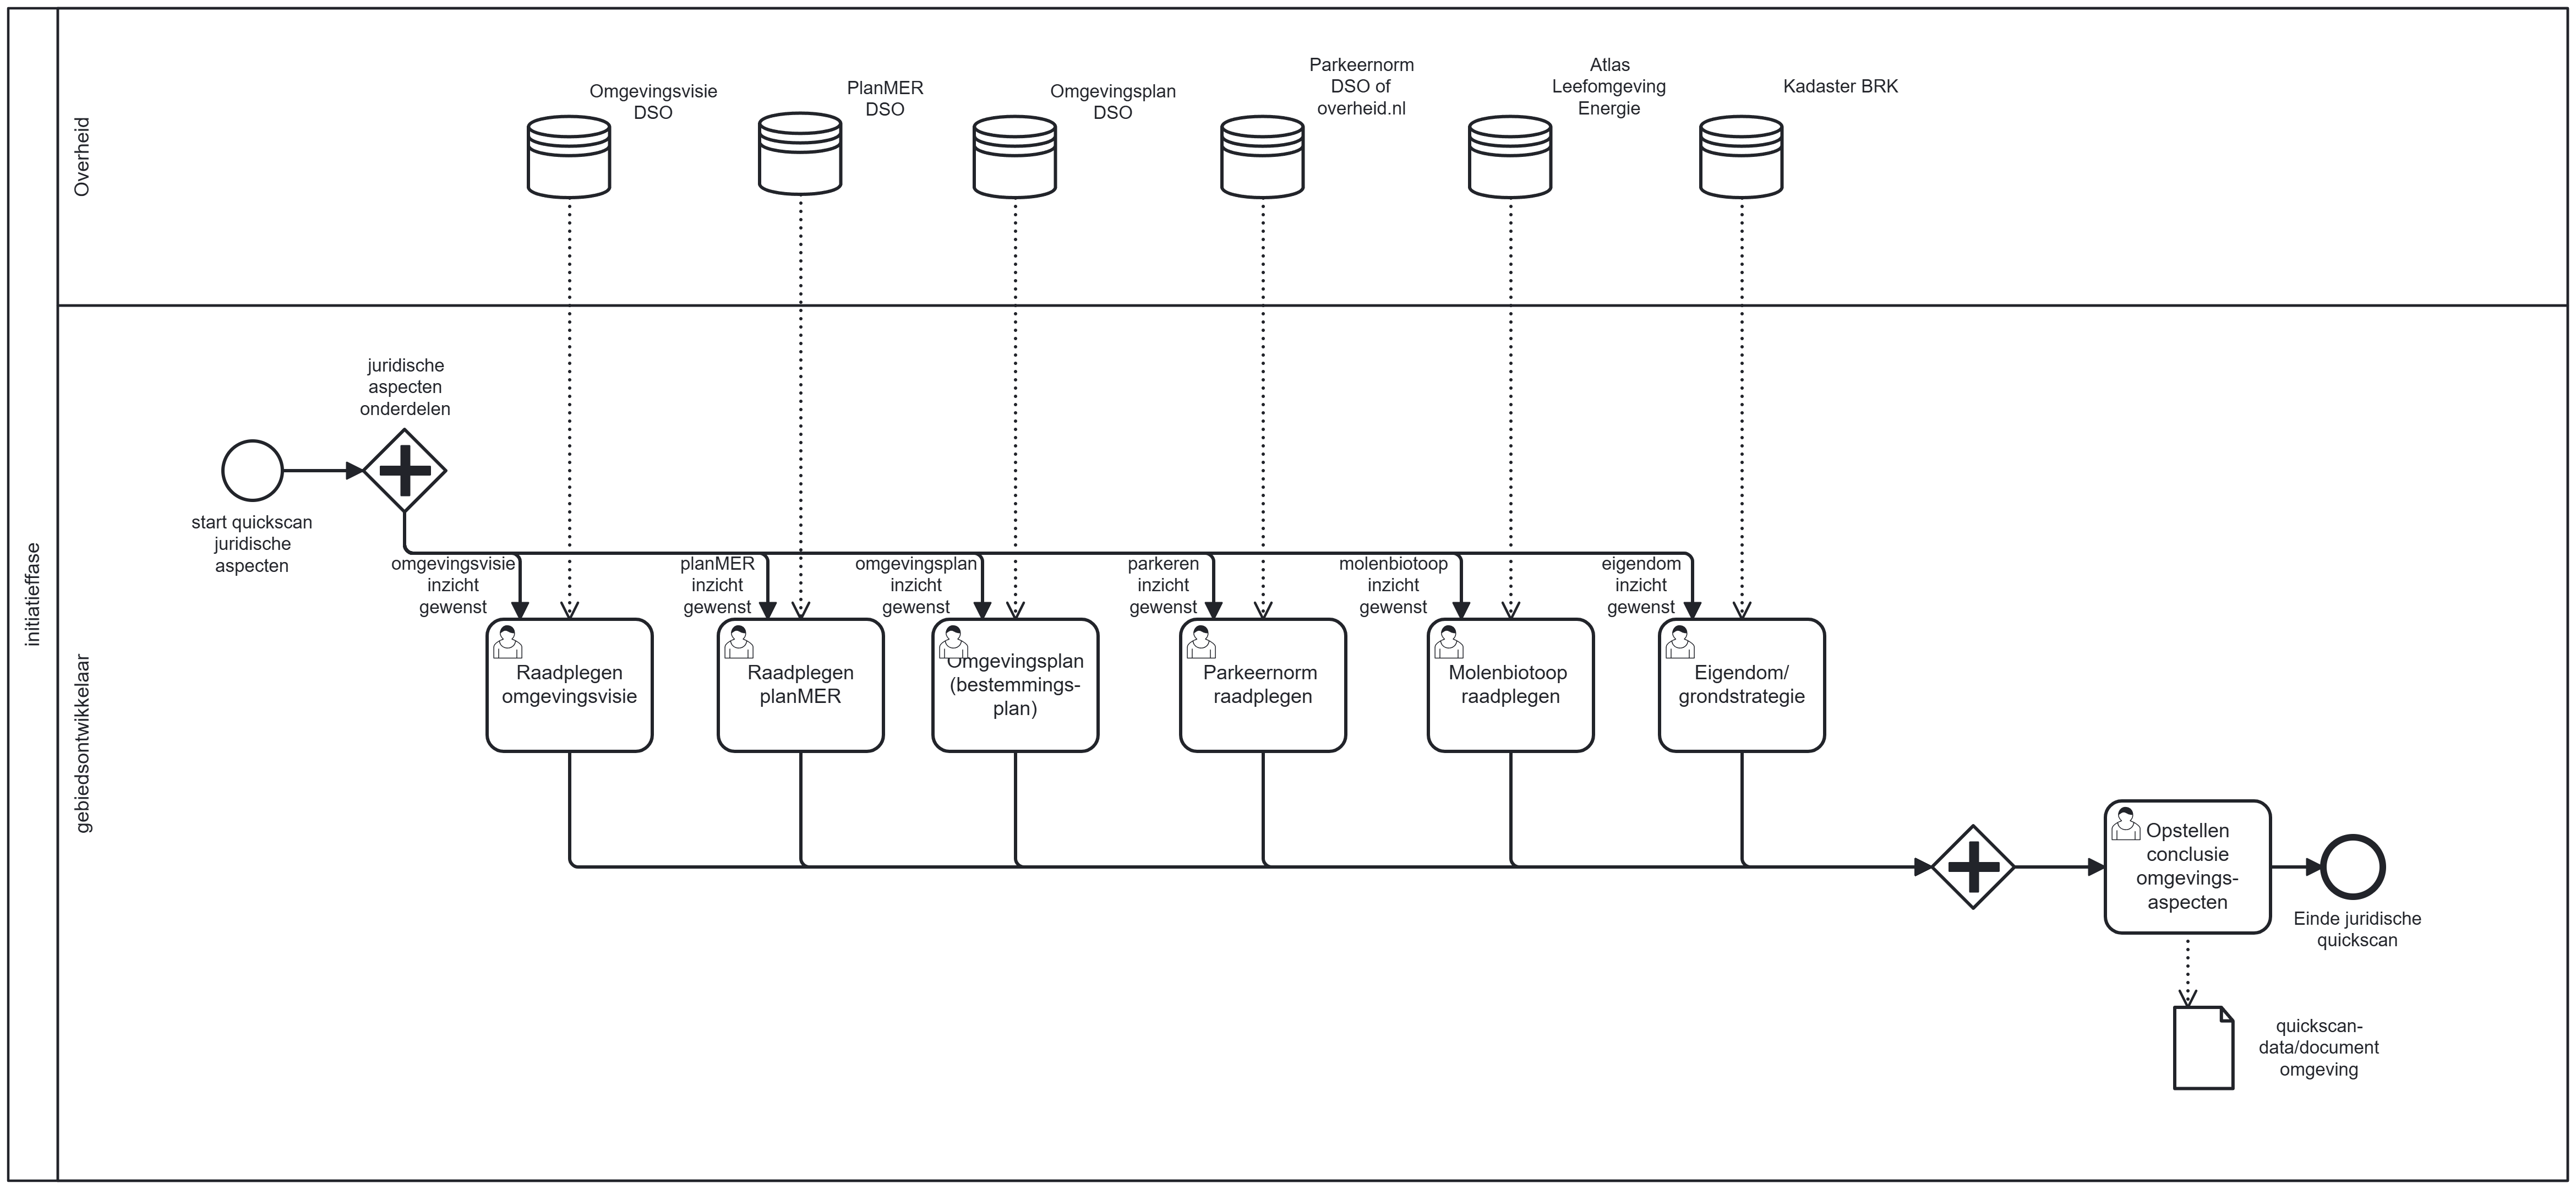 initiatieffase
Overheid
Omgevingsvisie
DSO
PlanMER
DSO
Omgevingsplan
DSO
Parkeernorm
DSO of
overheid.nl
Atlas
Leefomgeving
Energie
Kadaster BRK
gebiedsontwikkelaar
start quickscan
juridische
aspecten
juridische
aspecten
onderdelen
omgevingsvisie
inzicht
gewenst
planMER
inzicht
gewenst
omgevingsplan
inzicht
gewenst
parkeren
inzicht
gewenst
molenbiotoop
inzicht
gewenst
eigendom
inzicht
gewenst
Raadplegen
omgevingsvisie
Raadplegen
planMER
Omgevingsplan
(bestemmings-
plan)
Parkeernorm
raadplegen
Molenbiotoop
raadplegen
Eigendom/
grondstrategie
Opstellen
conclusie
omgevings-
aspecten
Einde juridische
quickscan
quickscan-
data/document
omgeving